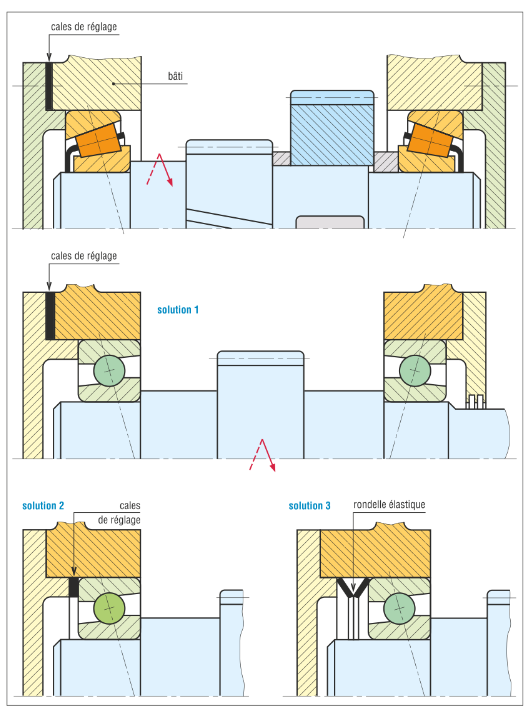 cales de réglage
bâti
cales de réglage
solution 1
solution 2
cales
de réglage
solution 3
rondelle élastique